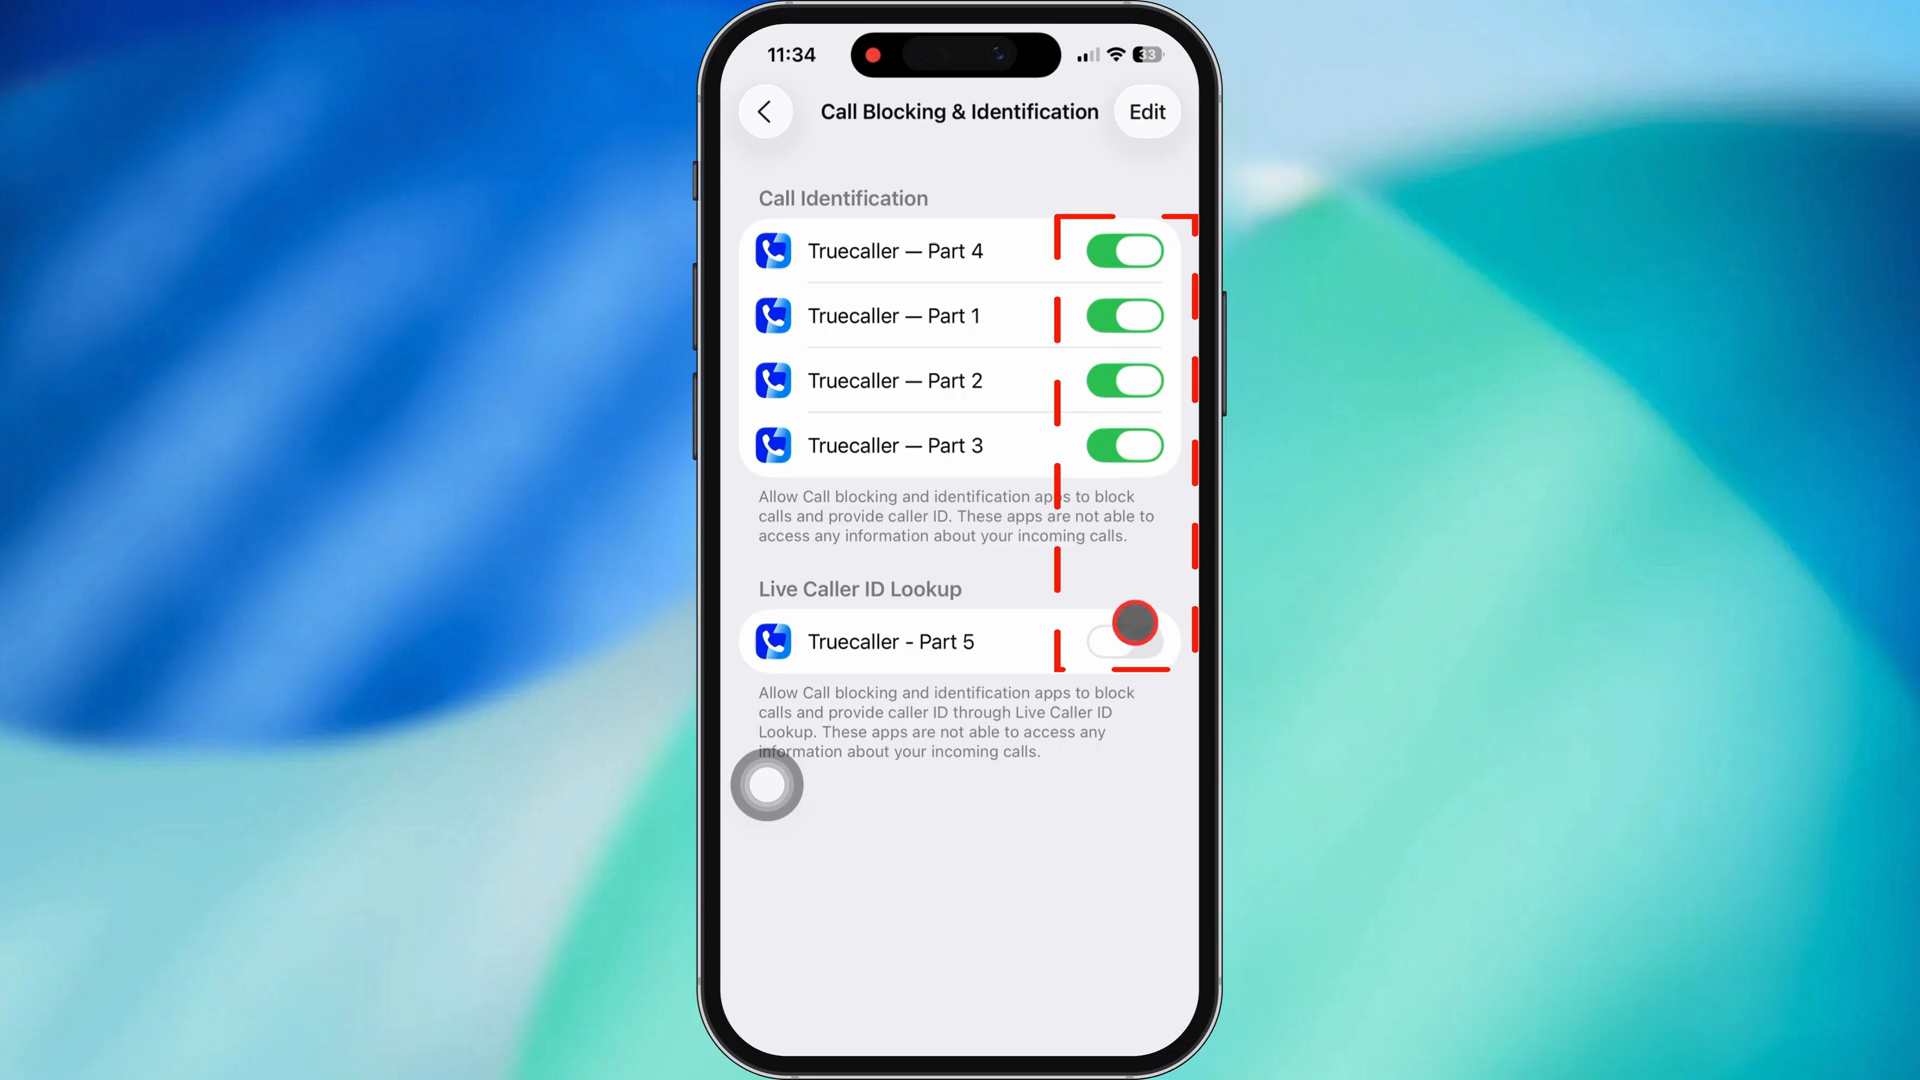 11:34
33
Call Blocking & Identification
Edit
Call Identification
Truecaller — Part 4
Truecaller — Part 1
Truecaller — Part 2
Truecaller — Part 3
Allow Call blocking and identification apps to block
calls and provide caller ID. These apps are not able to
access any information about your incoming calls.
Live Caller ID Lookup
Truecaller - Part 5
Allow Call blocking and identification apps to block
calls and provide caller ID through Live Caller ID
Lookup. These apps are not able to access any
information about your incoming calls.